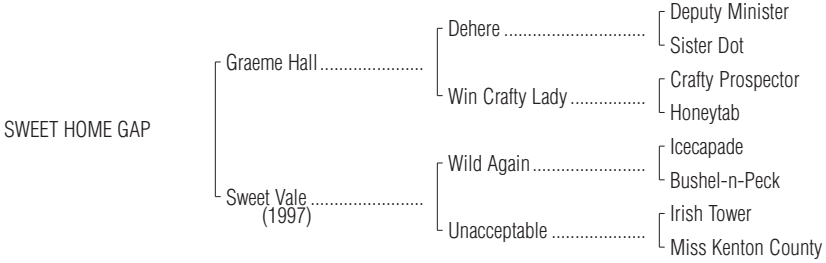 Deputy Minister
Dehere ..............................
Sister Dot
Graeme Hall......................
Crafty Prospector
Win Crafty Lady ................
Honeytab
SWEET HOME GAP
Icecapade
Wild Again........................
Bushel-n-Peck
Sweet Vale ........................
(1997)
Irish Tower
Unacceptable ....................
Miss Kenton County